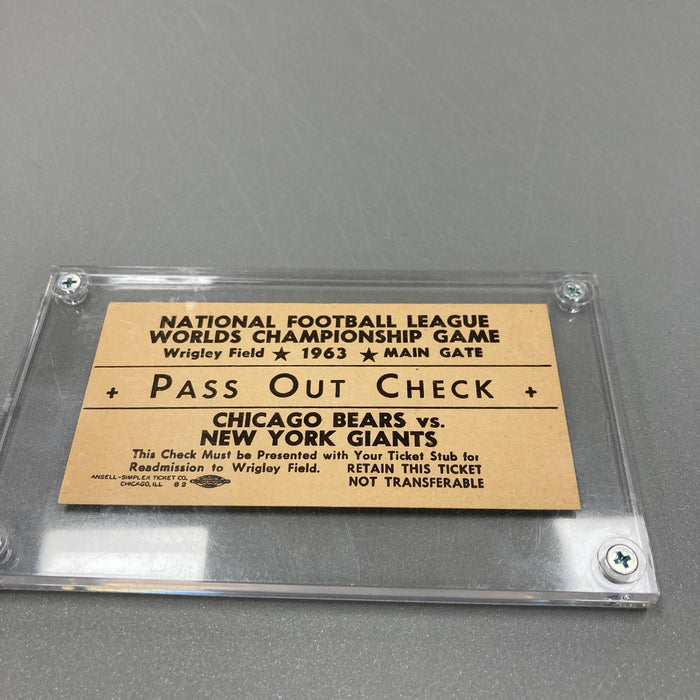 NATIONAL FOOTBALL LEAGUE
WORLDS CHAMPIONSHIP GAME
Wrigley Field ★ 1963 ★ MAIN GATE
+ PASS OUT CHECK +
CHICAGO BEARS vs.
NEW YORK GIANTS
This Check Must be Presented with Your Ticket Stub for
Readmission to Wrigley Field. RETAIN THIS TICKET
ANSELL-SIMPLEX TICKET CO. NOT TRANSFERABLE
CHICAGO, ILL